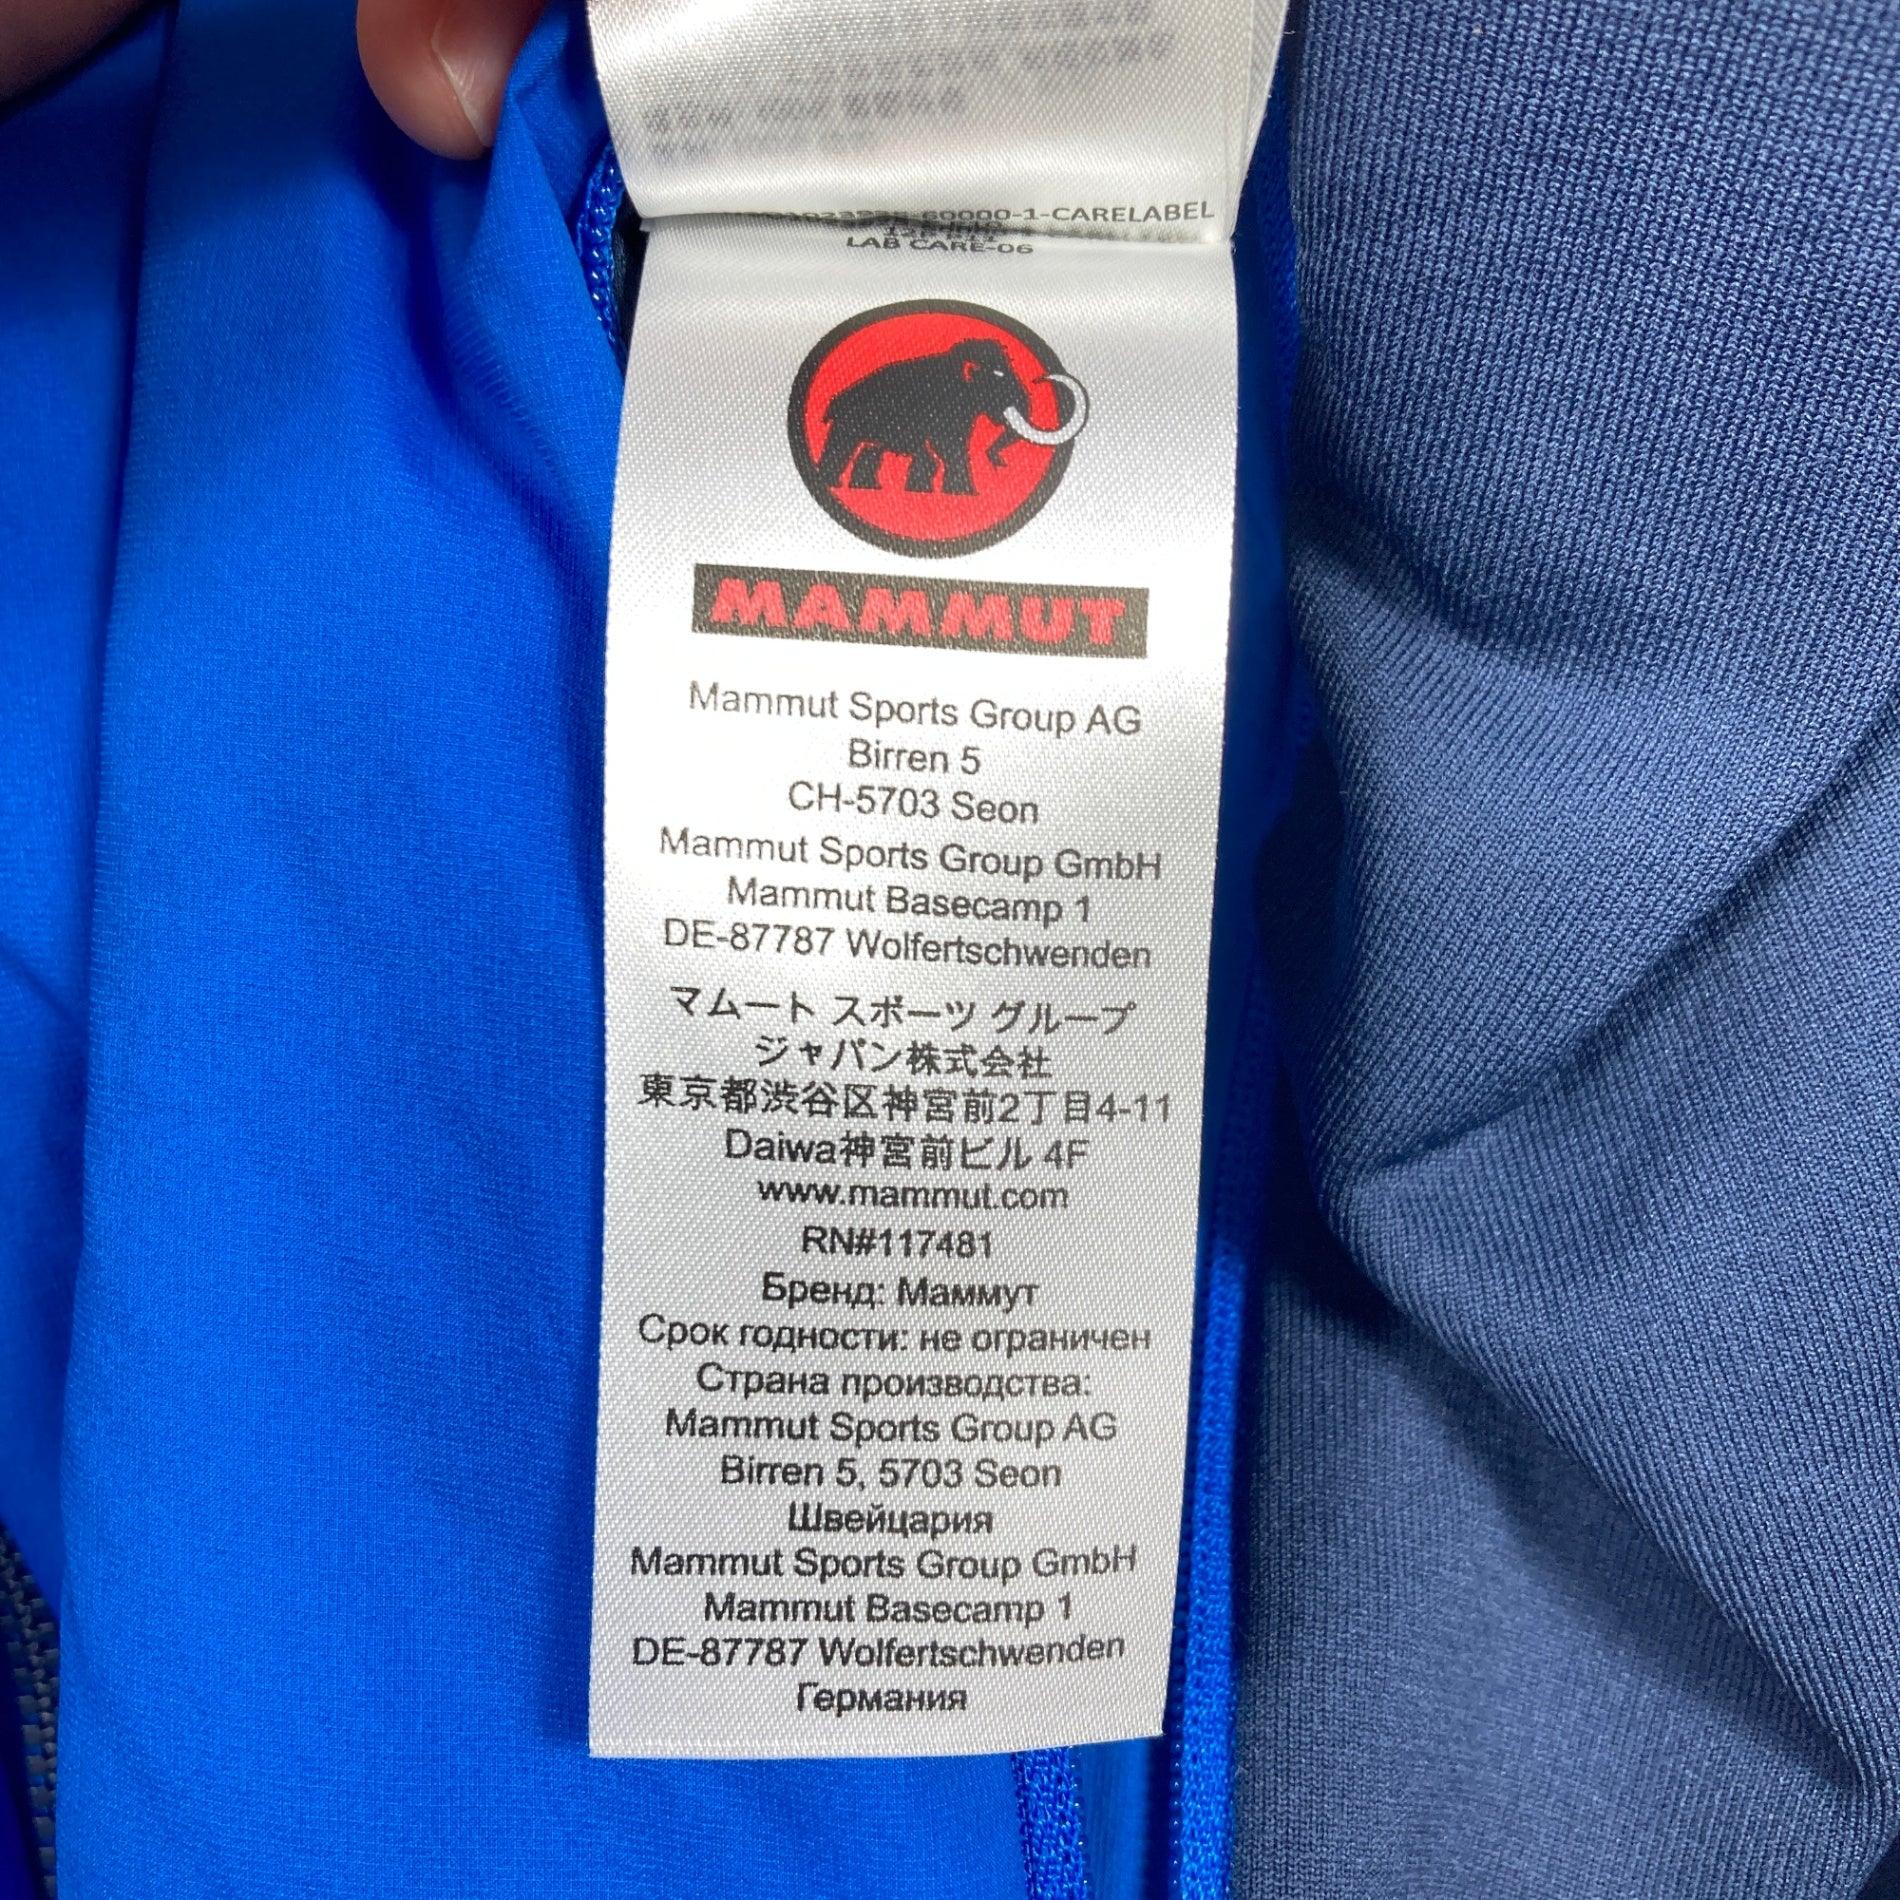 60000-1-CARELABEL
LAB CARE-06
MAMMUT
Mammut Sports Group AG
Birren 5
CH-5703 Seon
Mammut Sports Group GmbH
Mammut Basecamp 1
DE-87787 Wolfertschwenden
マムート スポーツ グループ
ジャパン株式会社
東京都渋谷区神宮前2丁目4-11
Daiwa神宮前ビル 4F
www.mammut.com
RN#117481
Бренд: Маммут
Срок годности: не ограничен
Страна производства:
Mammut Sports Group AG
Birren 5, 5703 Seon
Швейцария
Mammut Sports Group GmbH
Mammut Basecamp 1
DE-87787 Wolfertschwenden
Германия